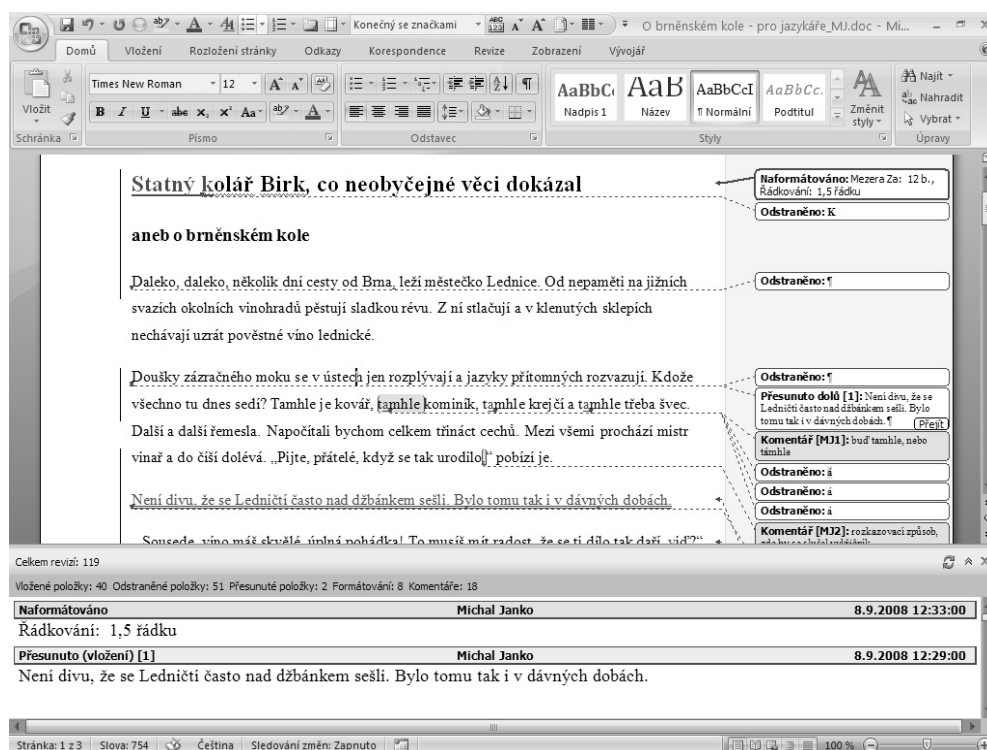 Konečný se značkami
O brněnském kole - pro jazykáře_MJ.doc - Mi...
Domů Vložení Rozložení stránky Odkazy Korespondence Revize Zobrazení Vývojář
Vložit
Times New Roman 12
Najít
Nahradit
Vybrat
B I U abe x₂ x² Aa
AaBbC AaB AaBbCcI AaBbCc.
Nadpis 1 Název ¶ Normální Podtitul
Změnit styly
Schránka Písmo Odstavec Styly Úpravy
Statný kolář Birk, co neobyčejné věci dokázal
Naformátováno: Mezera Za: 12 b.,
Řádkování: 1,5 řádku
Odstraněno: K
aneb o brněnském kole
Daleko, daleko, několik dní cesty od Brna, leží městečko Lednice. Od nepaměti na jižních
Odstraněno: ¶
svazích okolních vinohradů pěstují sladkou révu. Z ní stlačují a v klenutých sklepích
nechávají uzrát pověstné víno lednické.
Doušky zázračného moku se v ústech jen rozplývají a jazyky přítomných rozvazují. Kdože
všechno tu dnes sedí? Tamhle je kovář, tamhle kominík, tamhle krejčí a tamhle třeba švec.
Další a další řemesla. Napočítali bychom celkem třináct cechů. Mezi všemi prochází mistr
vinař a do číší dolévá. „Pijte, přátelé, když se tak urodilo,“ pobízí je.
Odstraněno: ¶
Přesunuto dolů [1]: Není divu, že se
Ledničtí často nad džbánkem sešli. Bylo
tomu tak i v dávných dobách. ¶
Přejít
Komentář [MJ1]: buď tamhle, nebo
támhle
Odstraněno: á
Odstraněno: á
Odstraněno: á
Komentář [MJ2]: rozkazovací způsob,
Není divu, že se Ledničtí často nad džbánkem sešli. Bylo tomu tak i v dávných dobách.
Sousede, víno máš skvělé, úplná pohádka! To musíš mít radost, že se ti dílo tak daří, viď?“
Celkem revizí: 119
Vložené položky: 40 Odstraněné položky: 51 Přesunuté položky: 2 Formátování: 8 Komentáře: 18
Naformátováno Michal Janko 8.9.2008 12:33:00
Řádkování: 1,5 řádku
Přesunuto (vložení) [1] Michal Janko 8.9.2008 12:29:00
Není divu, že se Ledničtí často nad džbánkem sešli. Bylo tomu tak i v dávných dobách.
Stránka: 1 z 3 Slova: 754 Čeština Sledování změn: Zapnuto 100 %